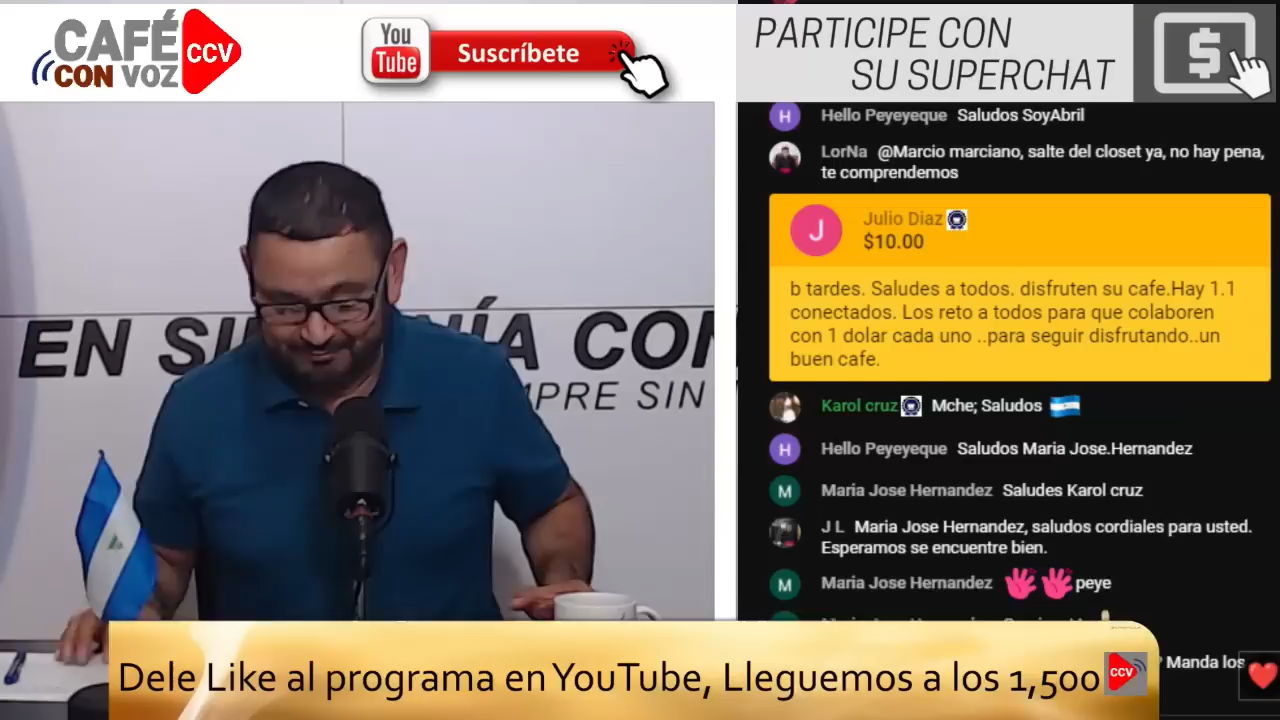 CAFÉ
CON VOZ
CCV
You
Tube
Suscríbete
PARTICIPE CON
SU SUPERCHAT
$
EN SI
ÍA CON
MPRE SIN
H
Hello Peyeyeque Saludos SoyAbril
LorNa @Marcio marciano, salte del closet ya, no hay pena,
te comprendemos
J
Julio Diaz
$10.00
b tardes. Saludes a todos. disfruten su cafe.Hay 1.1
conectados. Los reto a todos para que colaboren
con 1 dolar cada uno ..para seguir disfrutando..un
buen cafe.
Karol cruz Mche; Saludos
H
Hello Peyeyeque Saludos Maria Jose.Hernandez
M
Maria Jose Hernandez Saludes Karol cruz
J L Maria Jose Hernandez, saludos cordiales para usted.
Esperamos se encuentre bien.
M
Maria Jose Hernandez peye
Manda los
Dele Like al programa en YouTube, Lleguemos a los 1,500
CCV